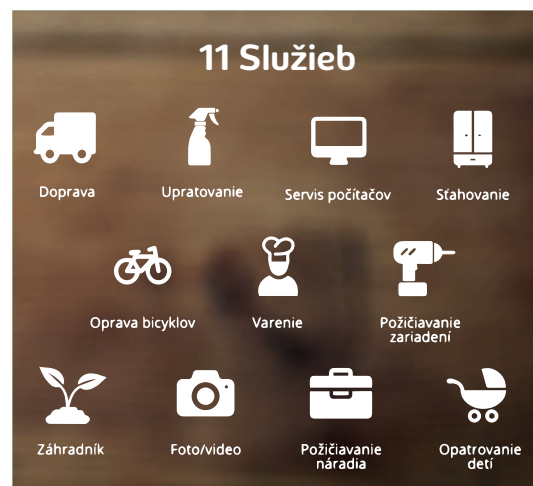 11 Služieb
Doprava
Upratovanie
Servis počítačov
Sťahovanie
Oprava bicyklov
Varenie
Požičiavanie
zariadení
Záhradník
Foto/video
Požičiavanie
náradia
Opatrovanie
detí